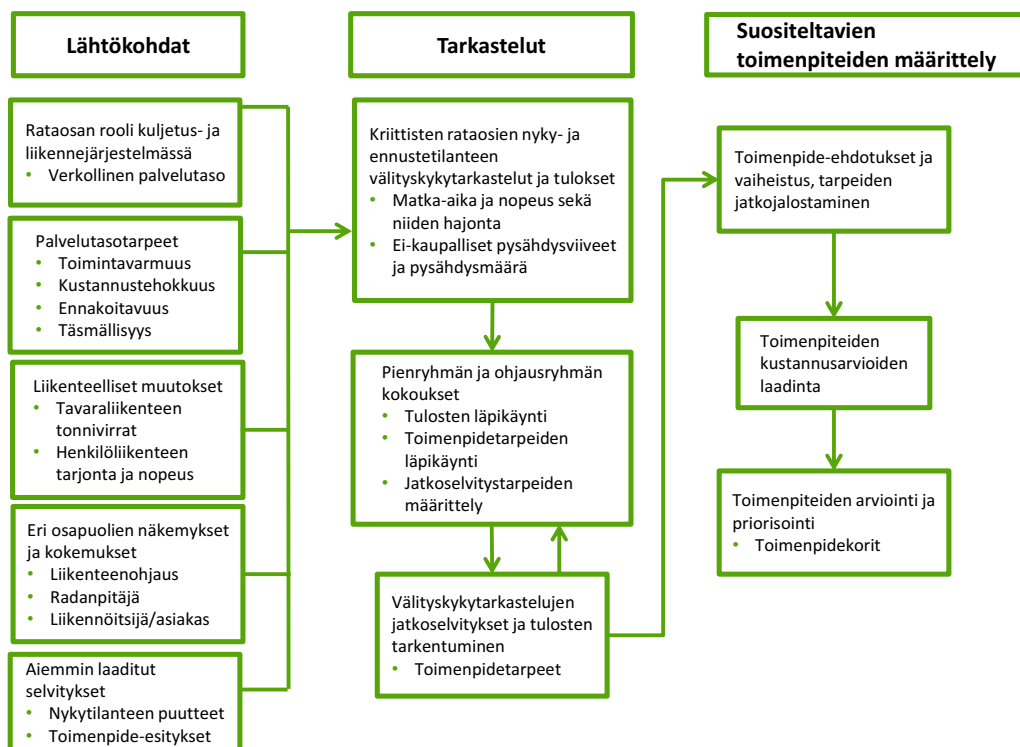 Lähtökohdat
Rataosan rooli kuljetus- ja
liikennejärjestelmässä
• Verkollinen palvelutaso
Palvelutasotarpeet
• Toimintavarmuus
• Kustannustehokkuus
• Ennakoitavuus
• Täsmällisyys
Liikenteelliset muutokset
• Tavaraliikenteen
tonnivirrat
• Henkilöliikenteen
tarjonta ja nopeus
Eri osapuolien näkemykset
ja kokemukset
• Liikenteenohjaus
• Radanpitäjä
• Liikennöitsijä/asiakas
Aiemmin laaditut
selvitykset
• Nykytilanteen puutteet
• Toimenpide-esitykset
Tarkastelut
Kriittisten rataosien nyky- ja
ennustetilanteen
välityskykytarkastelut ja tulokset
• Matka-aika ja nopeus sekä
niiden hajonta
• Ei-kaupalliset pysähdysviiveet
ja pysähdysmäärä
Pienryhmän ja ohjausryhmän
kokoukset
• Tulosten läpikäynti
• Toimenpidetarpeiden
läpikäynti
• Jatkoselvitystarpeiden
määrittely
Välityskykytarkastelujen
jatkoselvitykset ja tulosten
tarkentuminen
• Toimenpidetarpeet
Suositeltavien
toimenpiteiden määrittely
Toimenpide-ehdotukset ja
vaiheistus, tarpeiden
jatkojalostaminen
Toimenpiteiden
kustannusarvioiden
laadinta
Toimenpiteiden arviointi ja
priorisointi
• Toimenpidekorit